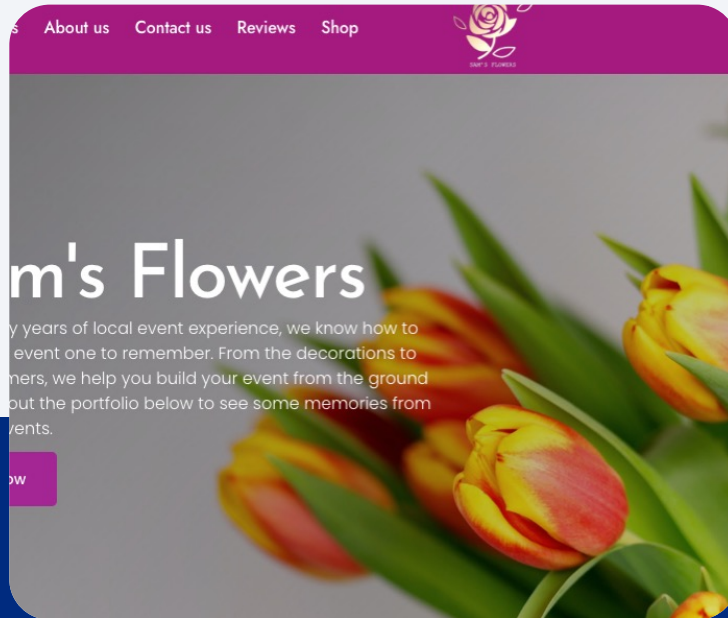 s About us Contact us Reviews Shop
SAM'S FLOWERS
m's Flowers
y years of local event experience, we know how to
event one to remember. From the decorations to
mers, we help you build your event from the ground
out the portfolio below to see some memories from
vents.
ow